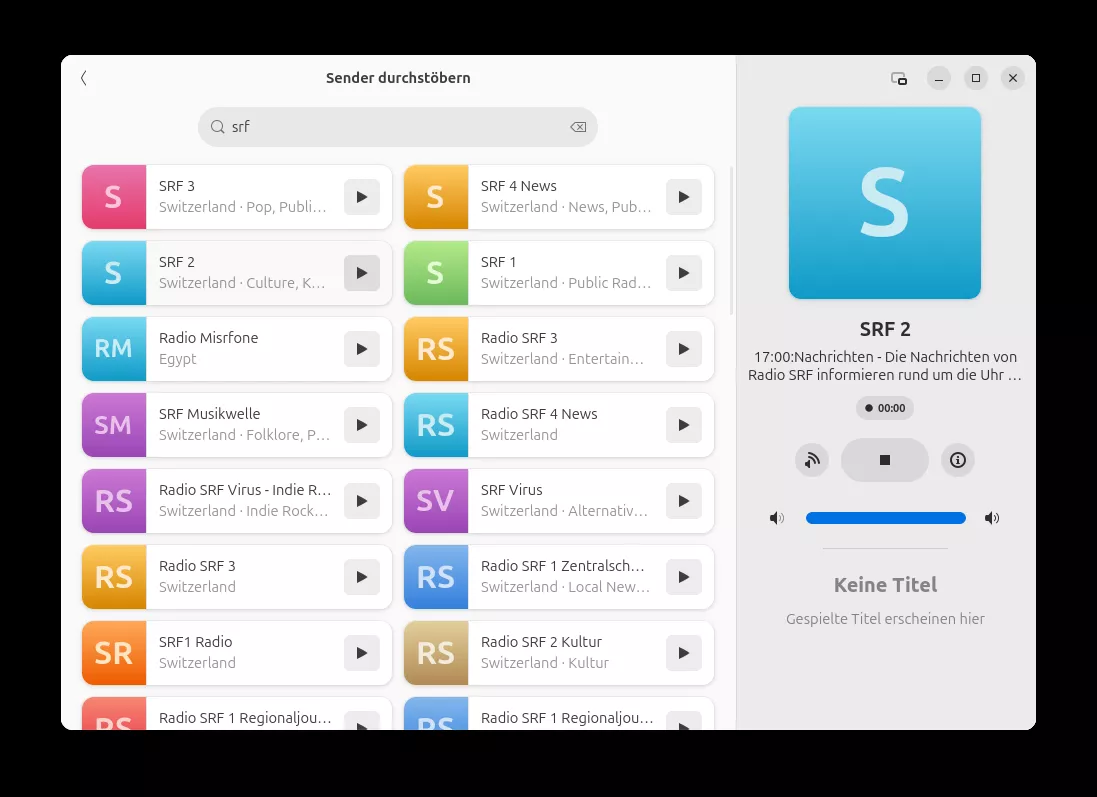 Sender durchstöbern
srf
S
SRF 3
Switzerland · Pop, Publi…
S
SRF 4 News
Switzerland · News, Pub…
S
SRF 2
Switzerland · Culture, K…
S
SRF 1
Switzerland · Public Rad…
RM
Radio Misrfone
Egypt
RS
Radio SRF 3
Switzerland · Entertain…
SM
SRF Musikwelle
Switzerland · Folklore, P…
RS
Radio SRF 4 News
Switzerland
RS
Radio SRF Virus - Indie R…
Switzerland · Indie Rock…
SV
SRF Virus
Switzerland · Alternativ…
RS
Radio SRF 3
Switzerland
RS
Radio SRF 1 Zentralsch…
Switzerland · Local New…
SR
SRF1 Radio
Switzerland
RS
Radio SRF 2 Kultur
Switzerland · Kultur
RS
Radio SRF 1 Regionaljou…
RS
Radio SRF 1 Regionaljou…
S
SRF 2
17:00:Nachrichten - Die Nachrichten von
Radio SRF informieren rund um die Uhr …
00:00
Keine Titel
Gespielte Titel erscheinen hier